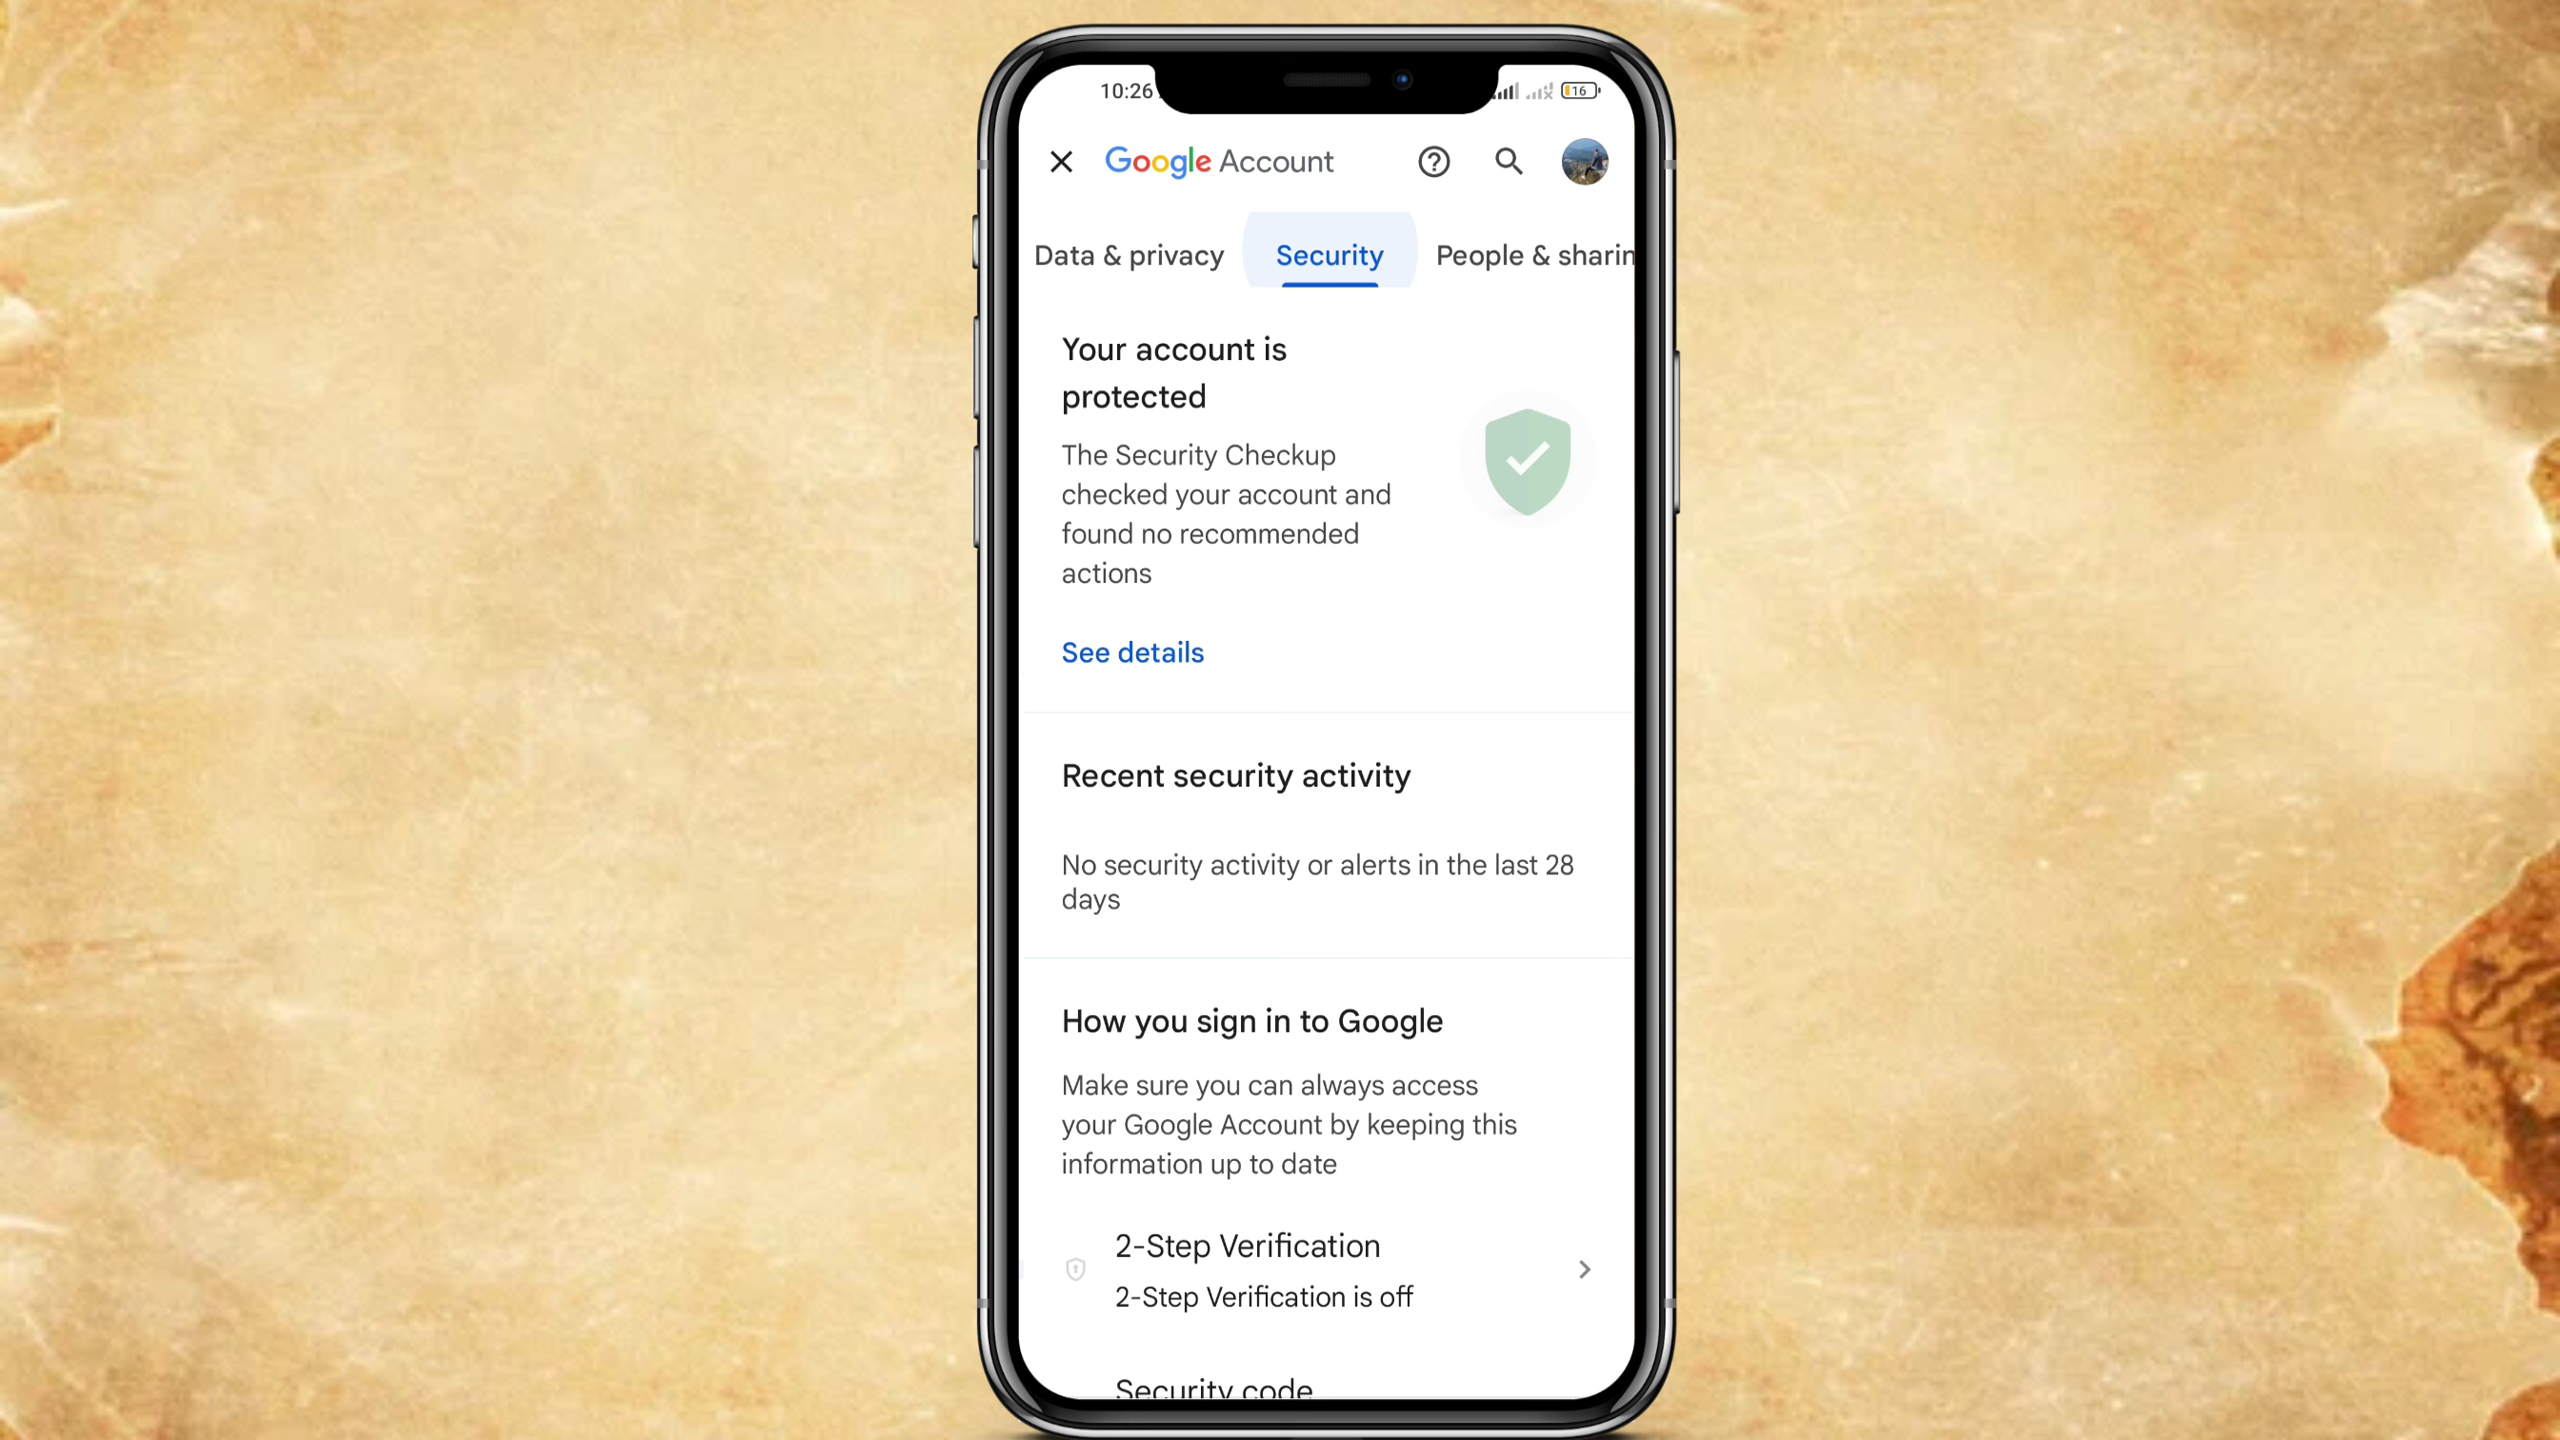 10:26
16
Google Account
Data & privacy
Security
People & sharin
Your account is
protected
The Security Checkup
checked your account and
found no recommended
actions
See details
Recent security activity
No security activity or alerts in the last 28
days
How you sign in to Google
Make sure you can always access
your Google Account by keeping this
information up to date
2-Step Verification
2-Step Verification is off
Security code